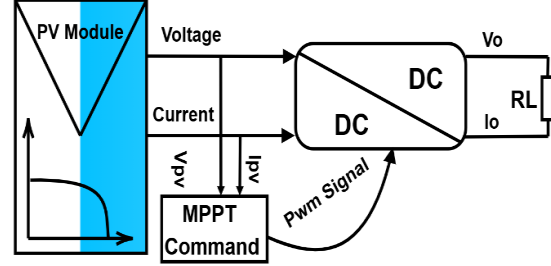 PV Module
Voltage
Vo
DC
RL
Current
DC
Io
Vpv
Ipv
Pwm Signal
MPPT
Command